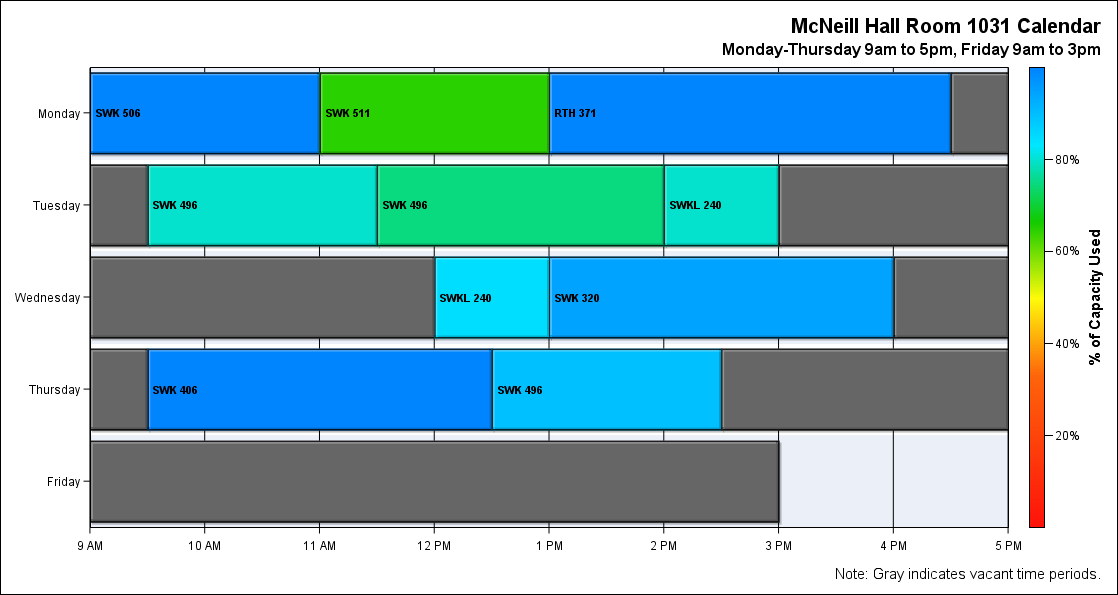 McNeill Hall Room 1031 Calendar
Monday-Thursday 9am to 5pm, Friday 9am to 3pm
Monday
SWK 506
SWK 511
RTH 371
Tuesday
SWK 496
SWK 496
SWKL 240
Wednesday
SWKL 240
SWK 320
Thursday
SWK 406
SWK 496
Friday
9 AM
10 AM
11 AM
12 PM
1 PM
2 PM
3 PM
4 PM
5 PM
80%
60%
40%
20%
% of Capacity Used
Note: Gray indicates vacant time periods.